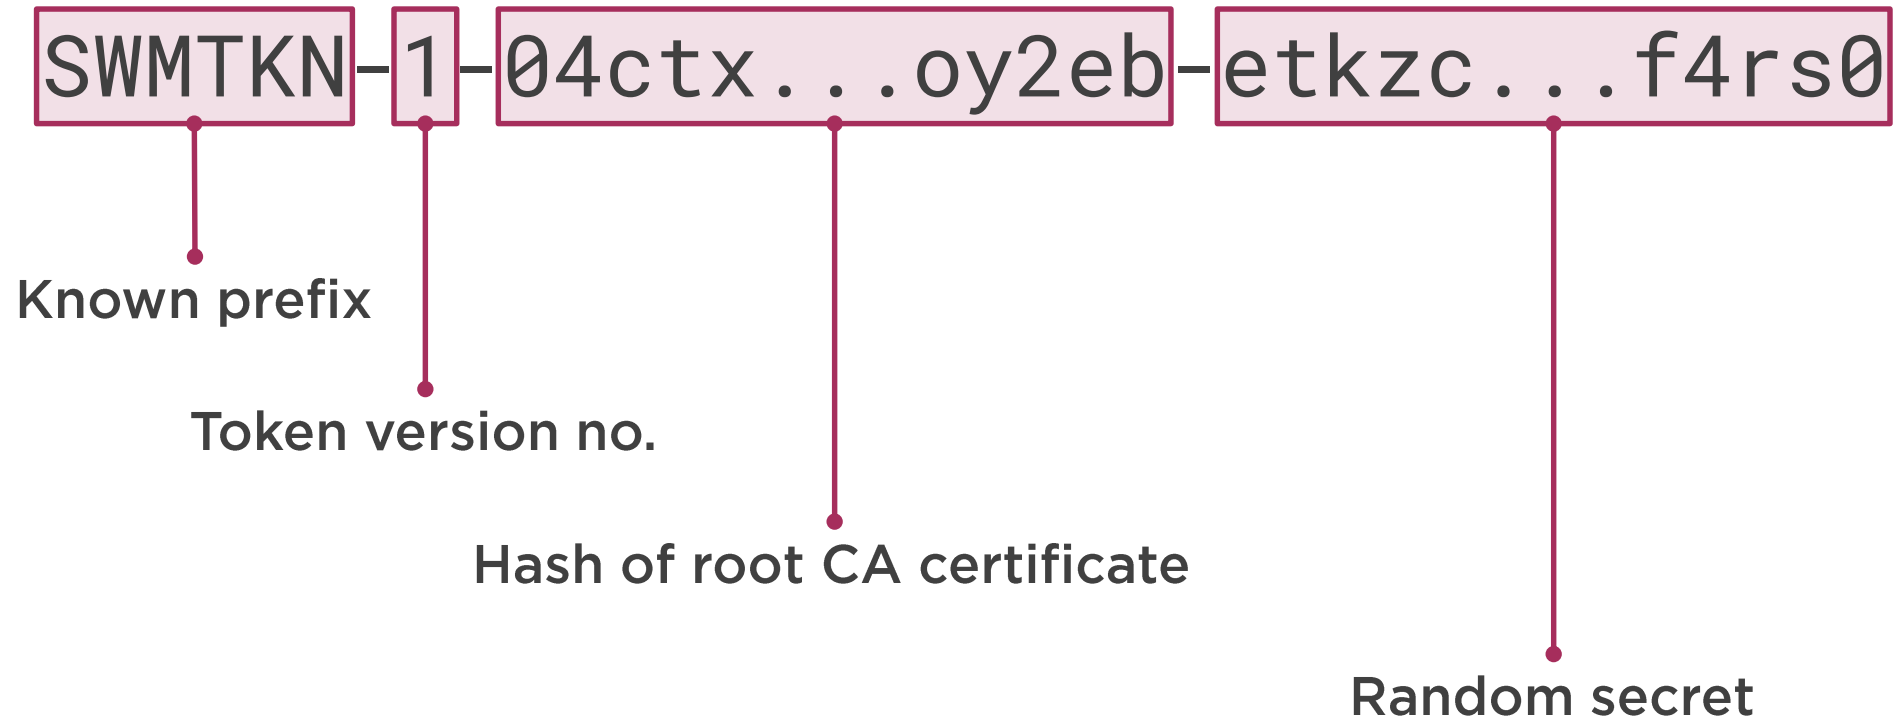 SWMTKN-1-04ctx...oy2eb-etkzc...f4rs0
Known prefix
Token version no.
Hash of root CA certificate
Random secret